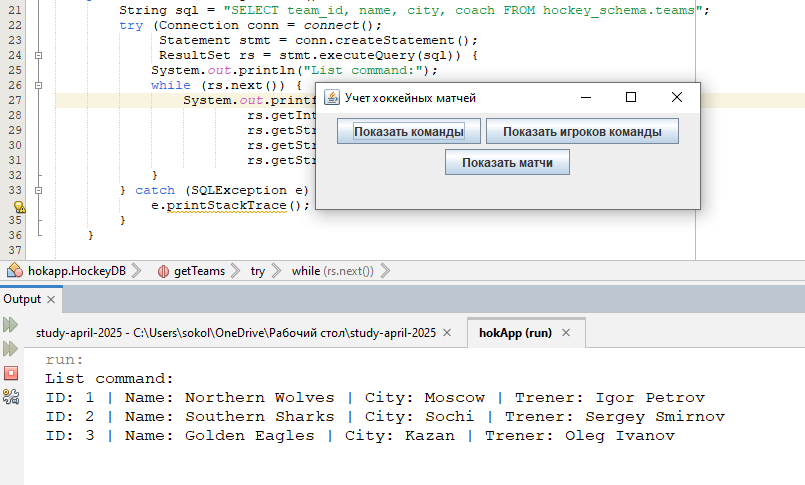 21 String sql = "SELECT team_id, name, city, coach FROM hockey_schema.teams";
22 try (Connection conn = connect();
23 Statement stmt = conn.createStatement();
24 ResultSet rs = stmt.executeQuery(sql)) {
25 System.out.println("List command:");
26 while (rs.next()) {
27 System.out.printf
28 rs.getInt
29 rs.getStr
30 rs.getStr
31 rs.getStr
32 }
33 } catch (SQLException e)
e.printStackTrace();
35 }
36 }
37
Учет хоккейных матчей
Показать команды Показать игроков команды
Показать матчи
hokapp.HockeyDB getTeams try while (rs.next())
Output
study-april-2025 - C:\Users\sokol\OneDrive\Рабочий стол\study-april-2025 hokApp (run)
run:
List command:
ID: 1 | Name: Northern Wolves | City: Moscow | Trener: Igor Petrov
ID: 2 | Name: Southern Sharks | City: Sochi | Trener: Sergey Smirnov
ID: 3 | Name: Golden Eagles | City: Kazan | Trener: Oleg Ivanov